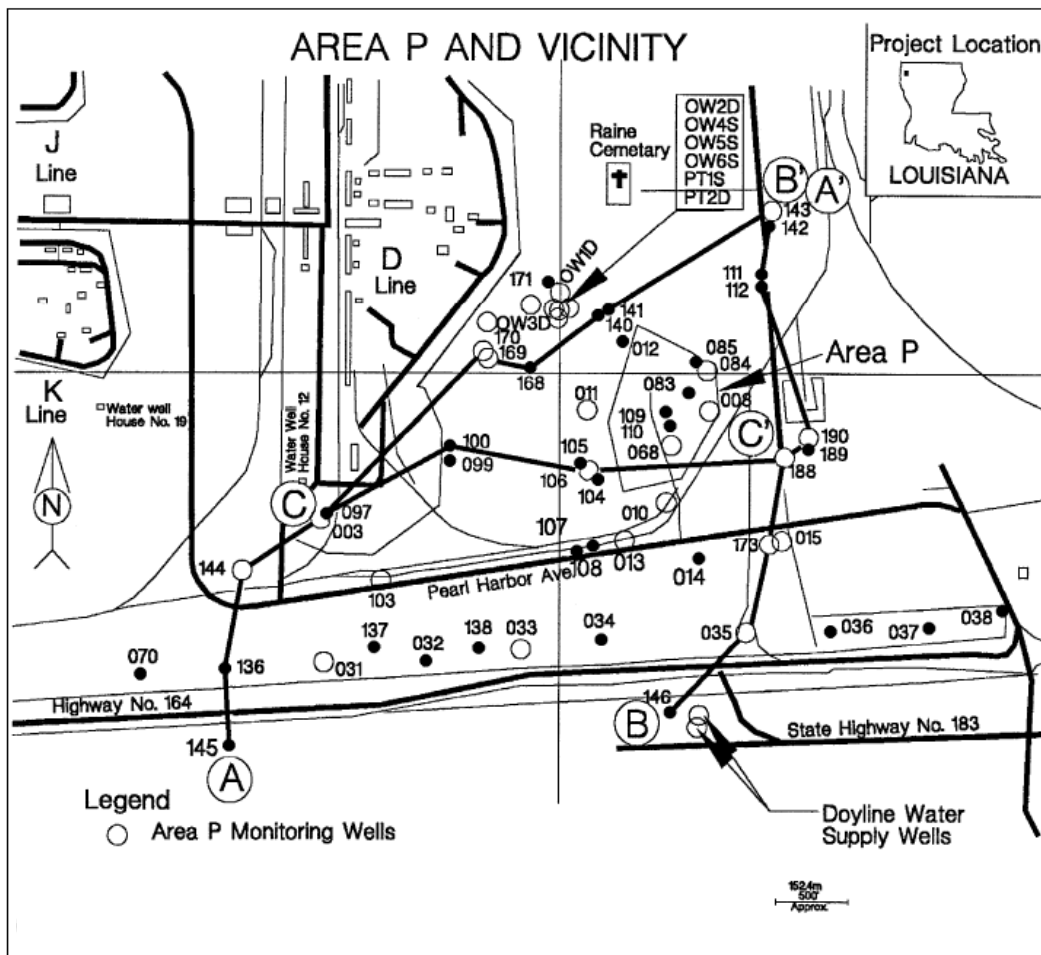 AREA P AND VICINITY
Project Location
LOUISIANA
J
Line
K
Line
D
Line
Raine
Cemetary
OW2D
OW4S
OW5S
OW6S
PT1S
PT2D
B'
A'
143
142
111
112
171
OW1D
OW3D
170
169
168
141
140
012
085
084
Area P
083
008
011
109
110
068
C'
190
189
188
Water well
House No. 19
Water Well
House No. 12
100
099
105
106
104
C
097
003
010
N
144
107
108
013
173
015
014
103
Pearl Harbor Ave.
137
032
138
033
034
035
036
037
038
070
136
031
Highway No. 164
146
B
State Highway No. 183
145
A
Doyline Water
Supply Wells
Legend
Area P Monitoring Wells
152.4m
500'
Approx.